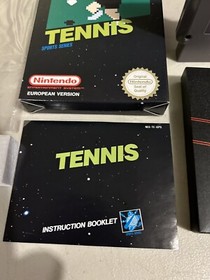 TENNIS
SPORTS SERIES
Nintendo
ENTERTAINMENT SYSTEM
EUROPEAN VERSION
Original
Nintendo
Seal of
Quality
TENNIS
INSTRUCTION BOOKLET